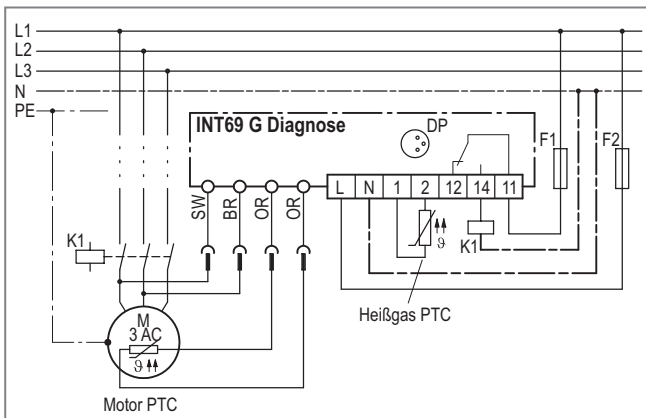 L1
L2
L3
N
PE
INT69 G Diagnose
DP
F1
F2
L N 1 2 12 14 11
SW BR OR OR
K1
ϑ
K1
Heißgas PTC
M
3 AC
ϑ
Motor PTC